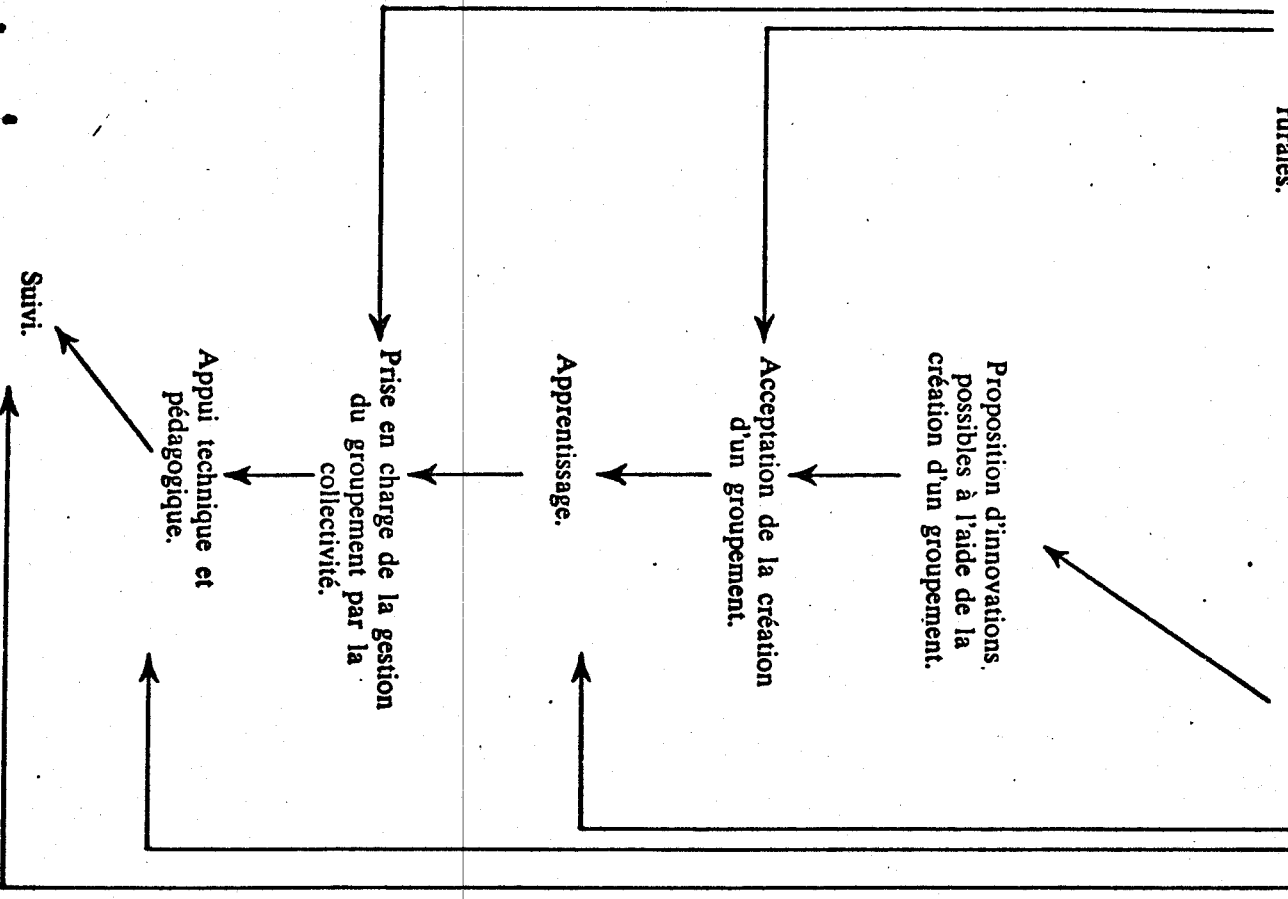 rurales.
Proposition d'innovations
possibles à l'aide de la
création d'un groupement.
Acceptation de la création
d'un groupement.
Apprentissage.
Prise en charge de la gestion
du groupement par la
collectivité.
Appui technique et
pédagogique.
Suivi.